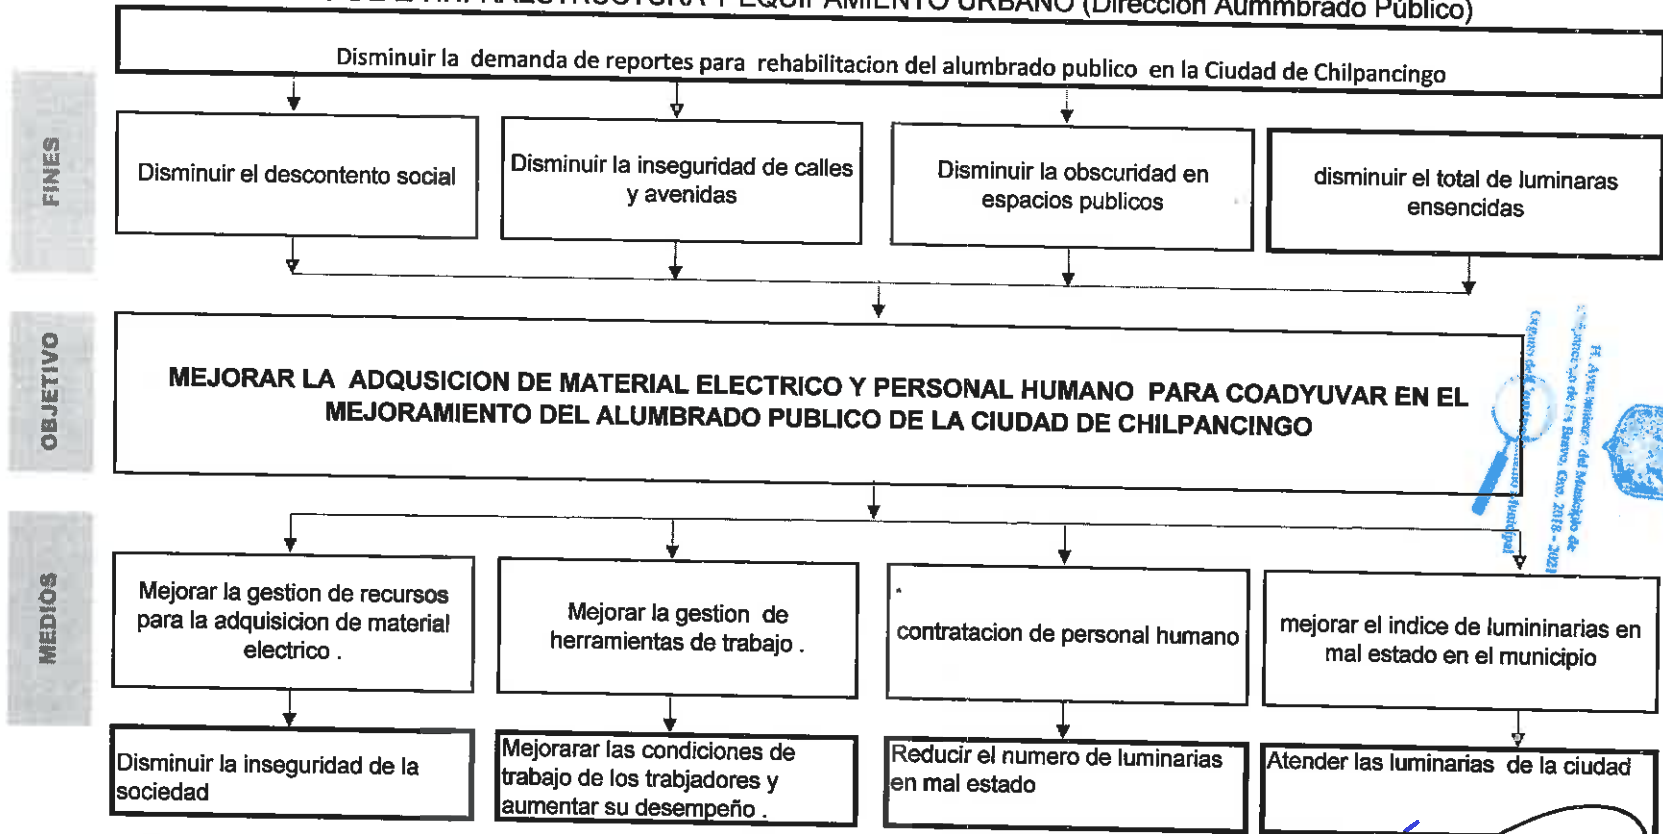 Y EQUIPAMIENTO URBANO (Dirección Aummbrado Público)
Disminuir la demanda de reportes para rehabilitacion del alumbrado publico en la Ciudad de Chilpancingo
FINES
Disminuir el descontento social
Disminuir la inseguridad de calles
y avenidas
Disminuir la obscuridad en
espacios publicos
disminuir el total de luminaras
ensencidas
OBJETIVO
MEJORAR LA ADQUSICION DE MATERIAL ELECTRICO Y PERSONAL HUMANO PARA COADYUVAR EN EL
MEJORAMIENTO DEL ALUMBRADO PUBLICO DE LA CIUDAD DE CHILPANCINGO
H. Ayuntamiento del Municipio de
de los Bravo, Gro. 2018 - 2021
MEDIOS
Mejorar la gestion de recursos
para la adquisicion de material
electrico .
Mejorar la gestion de
herramientas de trabajo .
contratacion de personal humano
mejorar el indice de lumininarias en
mal estado en el municipio
Disminuir la inseguridad de la
sociedad
Mejorarar las condiciones de
trabajo de los trabjadores y
aumentar su desempeño .
Reducir el numero de luminarias
en mal estado
Atender las luminarias de la ciudad